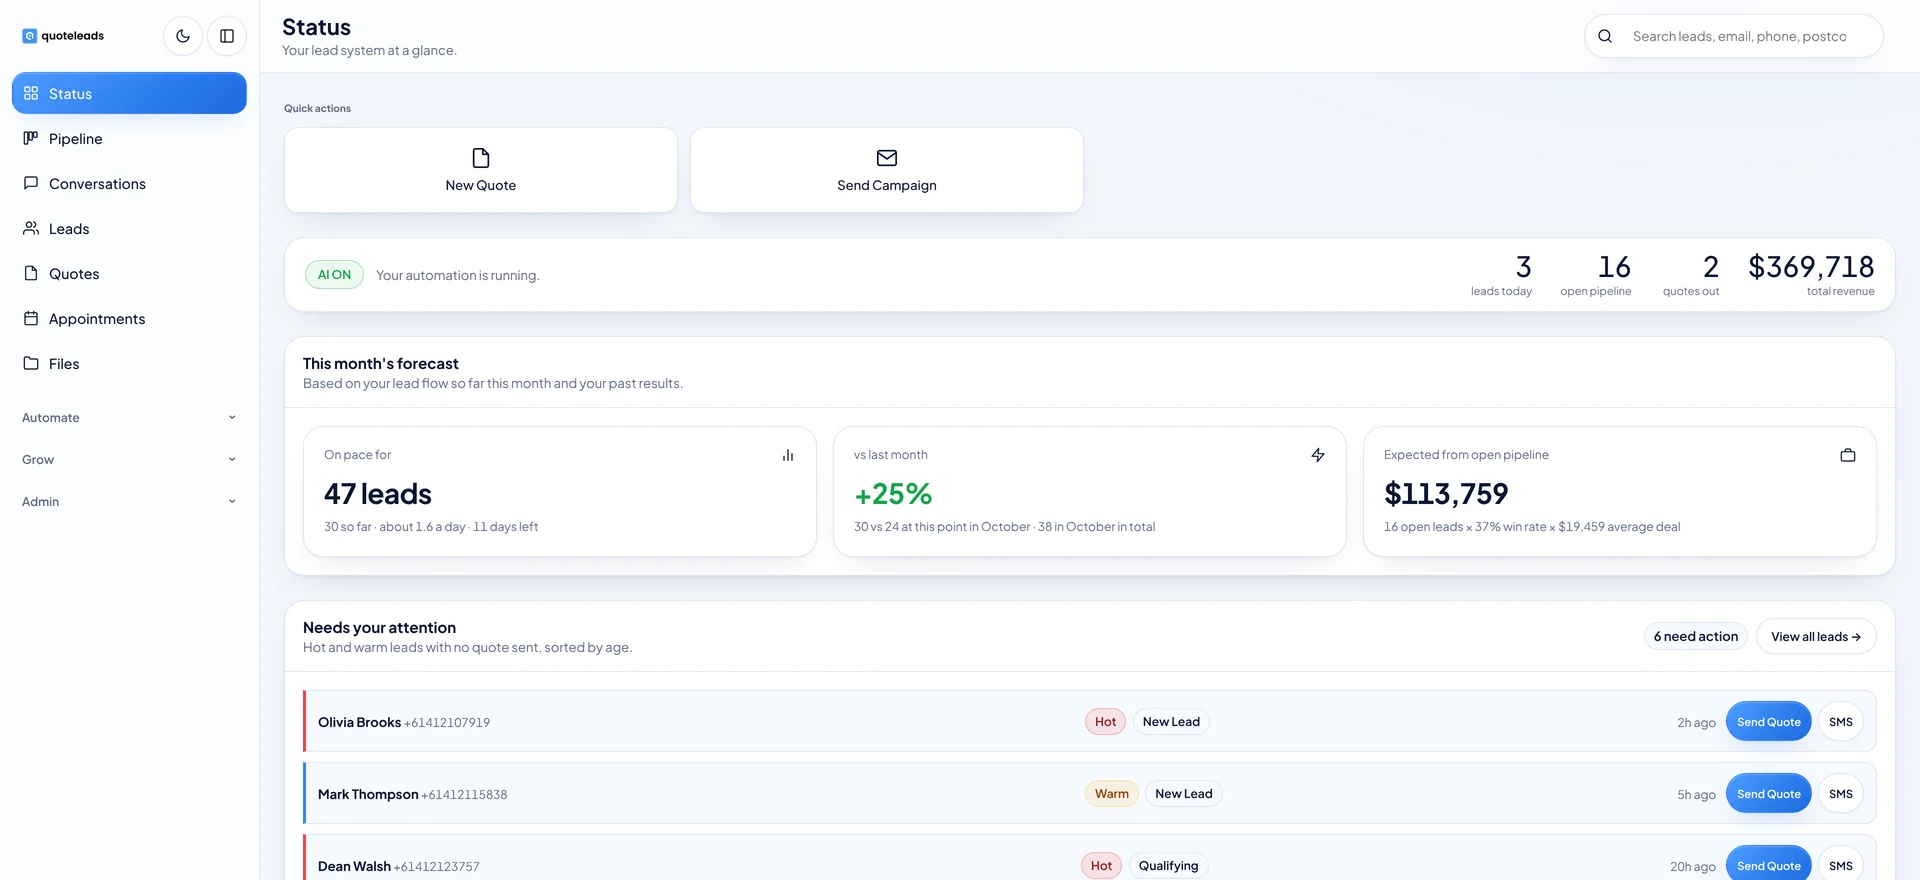 quoteleads
Status
Your lead system at a glance.
Search leads, email, phone, postco
Status
Pipeline
Conversations
Leads
Quotes
Appointments
Files
Automate
Grow
Admin
Quick actions
New Quote
Send Campaign
AI ON
Your automation is running.
3
leads today
16
open pipeline
2
quotes out
$369,718
total revenue
This month's forecast
Based on your lead flow so far this month and your past results.
On pace for
47 leads
30 so far · about 1.6 a day · 11 days left
vs last month
+25%
30 vs 24 at this point in October · 38 in October in total
Expected from open pipeline
$113,759
16 open leads × 37% win rate × $19,459 average deal
Needs your attention
Hot and warm leads with no quote sent, sorted by age.
6 need action
View all leads →
Olivia Brooks +61412107919 Hot New Lead 2h ago Send Quote SMS
Mark Thompson +61412115838 Warm New Lead 5h ago Send Quote SMS
Dean Walsh +61412123757 Hot Qualifying 20h ago Send Quote SMS